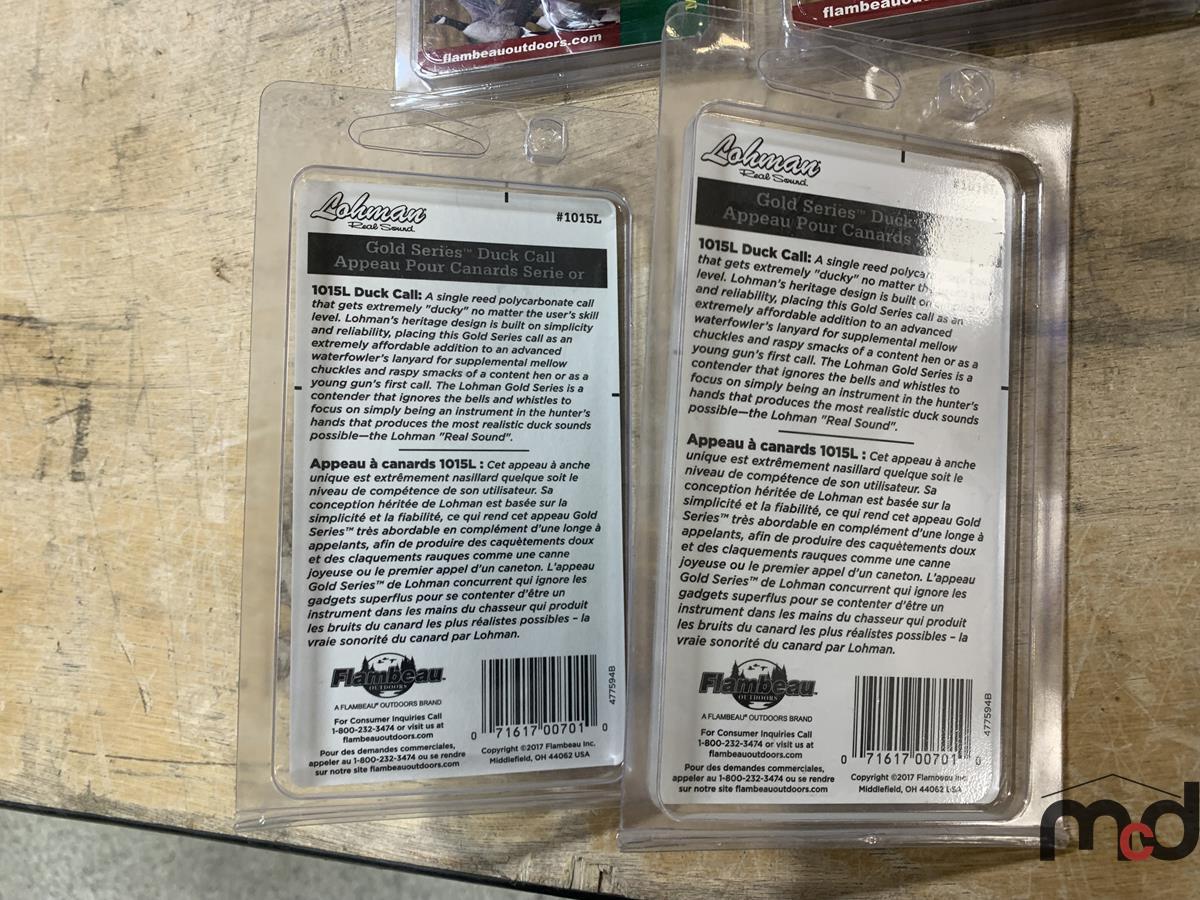 flambeauoutdoors.com
flambeauoutdoors
Lohman
Real Sound
#1015L
Gold Series™ Duck Call
Appeau Pour Canards Serie or
1015L Duck Call: A single reed polycarbonate call
that gets extremely "ducky" no matter the user's skill
level. Lohman's heritage design is built on simplicity
and reliability, placing this Gold Series call as an
extremely affordable addition to an advanced
waterfowler's lanyard for supplemental mellow
chuckles and raspy smacks of a content hen or as a
young gun's first call. The Lohman Gold Series is a
contender that ignores the bells and whistles to
focus on simply being an instrument in the hunter's
hands that produces the most realistic duck sounds
possible—the Lohman "Real Sound".
Appeau à canards 1015L : Cet appeau à anche
unique est extrêmement nasillard quelque soit le
niveau de compétence de son utilisateur. Sa
conception héritée de Lohman est basée sur la
simplicité et la fiabilité, ce qui rend cet appeau Gold
Series™ très abordable en complément d'une longe à
appelants, afin de produire des caquètements doux
et des claquements rauques comme une canne
joyeuse ou le premier appel d'un caneton. L'appeau
Gold Series™ de Lohman concurrent qui ignore les
gadgets superflus pour se contenter d'être un
instrument dans les mains du chasseur qui produit
les bruits du canard les plus réalistes possibles – la
vraie sonorité du canard par Lohman.
Flambeau
OUTDOORS
A FLAMBEAU® OUTDOORS BRAND
For Consumer Inquiries Call
1-800-232-3474 or visit us at
flambeauoutdoors.com
Pour des demandes commerciales,
appeler au 1-800-232-3474 ou se rendre
sur notre site flambeauoutdoors.com
0 71617 00701 0
477594B
Copyright ©2017 Flambeau Inc.
Middlefield, OH 44062 USA
Lohman
Real Sound
Gold Series™ Duck
Appeau Pour Canards
1015L Duck Call: A single reed
that gets extremely "ducky" no matter
level. Lohman's heritage design is built on
and reliability, placing this Gold Series call as an
extremely affordable addition to an advanced
waterfowler's lanyard for supplemental mellow
chuckles and raspy smacks of a content hen or as a
young gun's first call. The Lohman Gold Series is a
contender that ignores the bells and whistles to
focus on simply being an instrument in the hunter's
hands that produces the most realistic duck sounds
possible—the Lohman "Real Sound".
Appeau à canards 1015L : Cet appeau à anche
unique est extrêmement nasillard quelque soit le
niveau de compétence de son utilisateur. Sa
conception héritée de Lohman est basée sur la
simplicité et la fiabilité, ce qui rend cet appeau Gold
Series™ très abordable en complément d'une longe à
appelants, afin de produire des caquètements doux
et des claquements rauques comme une canne
joyeuse ou le premier appel d'un caneton. L'appeau
Gold Series™ de Lohman concurrent qui ignore les
gadgets superflus pour se contenter d'être un
instrument dans les mains du chasseur qui produit
les bruits du canard les plus réalistes possibles – la
vraie sonorité du canard par Lohman.
Flambeau
OUTDOORS
A FLAMBEAU® OUTDOORS BRAND
For Consumer Inquiries Call
1-800-232-3474 or visit us at
flambeauoutdoors.com
Pour des demandes commerciales,
appeler au 1-800-232-3474 ou se rendre
sur notre site flambeauoutdoors.com
0 71617 00701 0
477594B
Copyright ©2017 Flambeau Inc.
Middlefield, OH 44062 USA
mcd